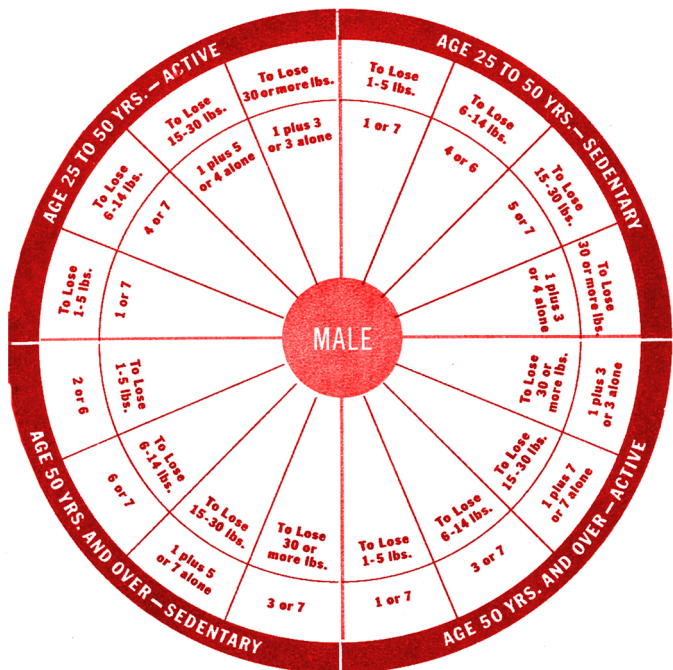 AGE 25 TO 50 YRS.—ACTIVE
To Lose
1-5 lbs.
1 or 7
To Lose
6-14 lbs.
4 or 7
To Lose
15-30 lbs.
1 plus 5
or 4 alone
To Lose
30 or more lbs.
1 plus 3
or 3 alone
AGE 25 TO 50 YRS.—SEDENTARY
To Lose
1-5 lbs.
1 or 7
To Lose
6-14 lbs.
4 or 6
To Lose
15-30 lbs.
5 or 7
To Lose
30 or more lbs.
1 plus 3
or 4 alone
MALE
AGE 50 YRS. AND OVER—ACTIVE
To Lose
30 or
more lbs.
1 plus 3
or 3 alone
To Lose
15-30 lbs.
1 plus 7
or 7 alone
To Lose
6-14 lbs.
3 or 7
To Lose
1-5 lbs.
1 or 7
AGE 50 YRS. AND OVER—SEDENTARY
To Lose
1-5 lbs.
2 or 6
To Lose
6-14 lbs.
6 or 7
To Lose
15-30 lbs.
1 plus 5
or 7 alone
To Lose
30 or
more lbs.
3 or 7